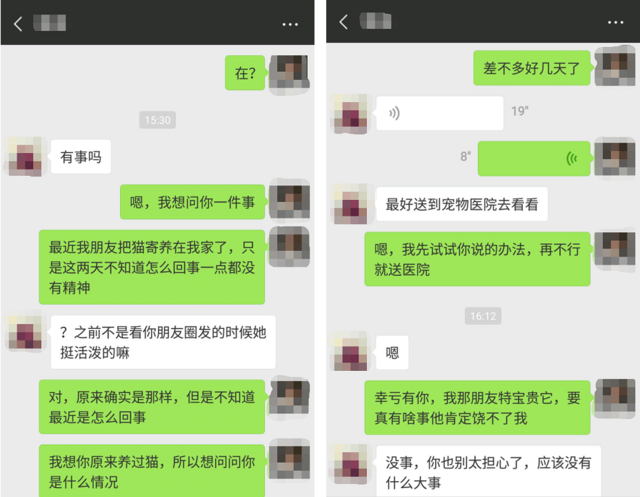 在?
15:30
有事吗
嗯，我想问你一件事
最近我朋友把猫寄养在我家了，只
是这两天不知道怎么回事一点都没
有精神
？之前不是看你朋友圈发的时候她
挺活泼的嘛
对，原来确实是那样，但是不知道
最近是怎么回事
我想你原来养过猫，所以想问问你
是什么情况
差不多好几天了
19"
8"
最好送到宠物医院去看看
嗯，我先试试你说的办法，再不行
就送医院
16:12
嗯
幸亏有你，我那朋友特宝贵它，要
真有啥事他肯定饶不了我
没事，你也别太担心了，应该没有
什么大事